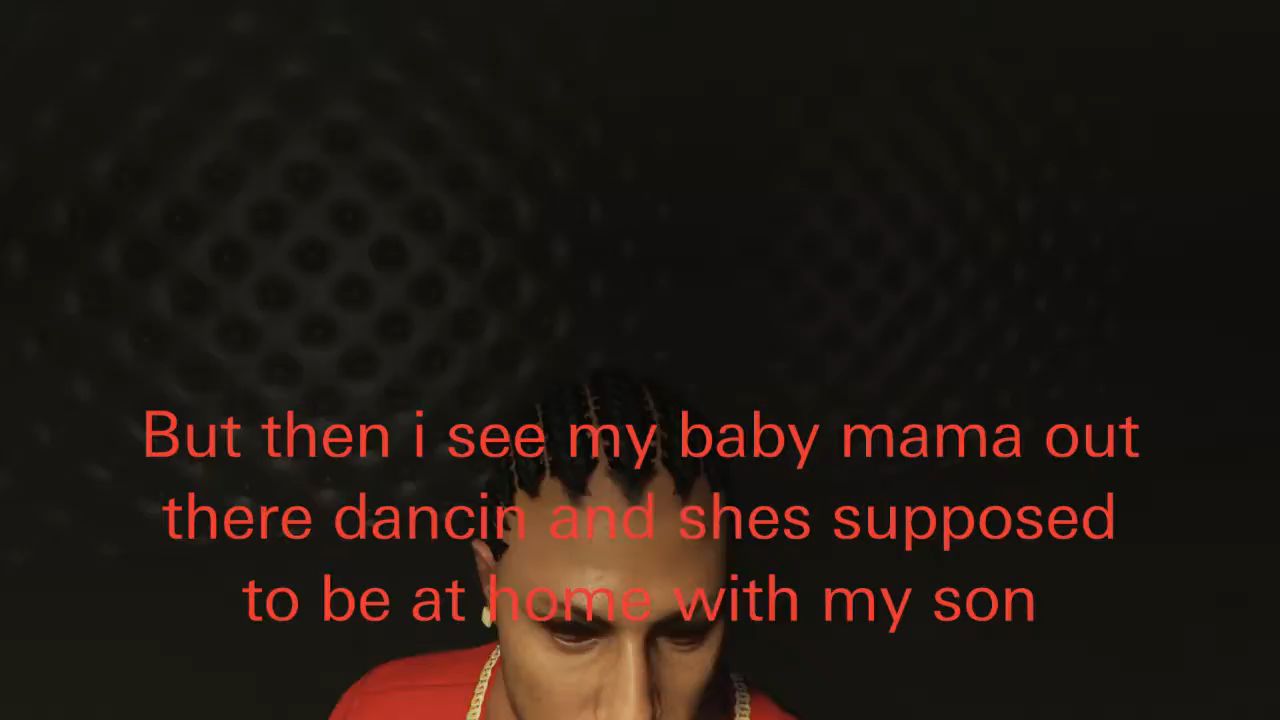 But then i see my baby mama out
there dancin and shes supposed
to be at home with my son